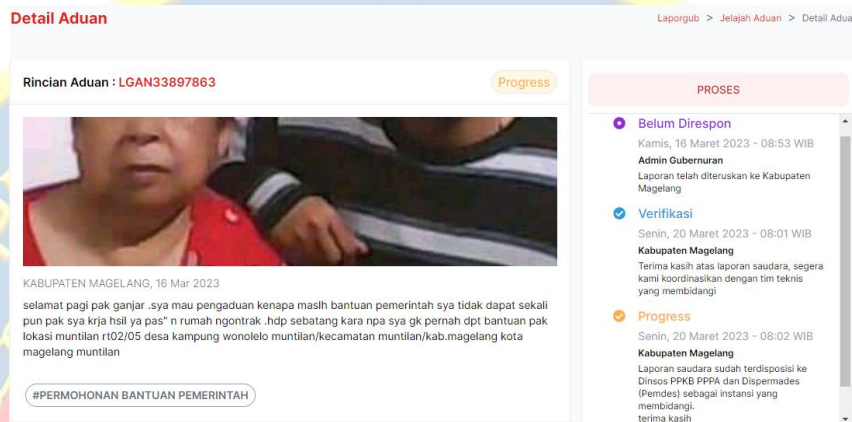 Detail Aduan
Laporgub > Jelajah Aduan > Detail Adua
Rincian Aduan : LGAN33897863
Progress
KABUPATEN MAGELANG, 16 Mar 2023
selamat pagi pak ganjar .sya mau pengaduan kenapa maslh bantuan pemerintah sya tidak dapat sekali
pun pak sya krja hsil ya pas" n rumah ngontrak .hdp sebatang kara npa sya gk pernah dpt bantuan pak
lokasi muntilan rt02/05 desa kampung wonolelo muntilan/kecamatan muntilan/kab.magelang kota
magelang muntilan
#PERMOHONAN BANTUAN PEMERINTAH
PROSES
Belum Direspon
Kamis, 16 Maret 2023 - 08:53 WIB
Admin Gubernuran
Laporan telah diteruskan ke Kabupaten
Magelang
Verifikasi
Senin, 20 Maret 2023 - 08:01 WIB
Kabupaten Magelang
Terima kasih atas laporan saudara, segera
kami koordinasikan dengan tim teknis
yang membidangi
Progress
Senin, 20 Maret 2023 - 08:02 WIB
Kabupaten Magelang
Laporan saudara sudah terdisposisi ke
Dinsos PPKB PPPA dan Dispermades
(Pemdes) sebagai instansi yang
membidangi.
terima kasih